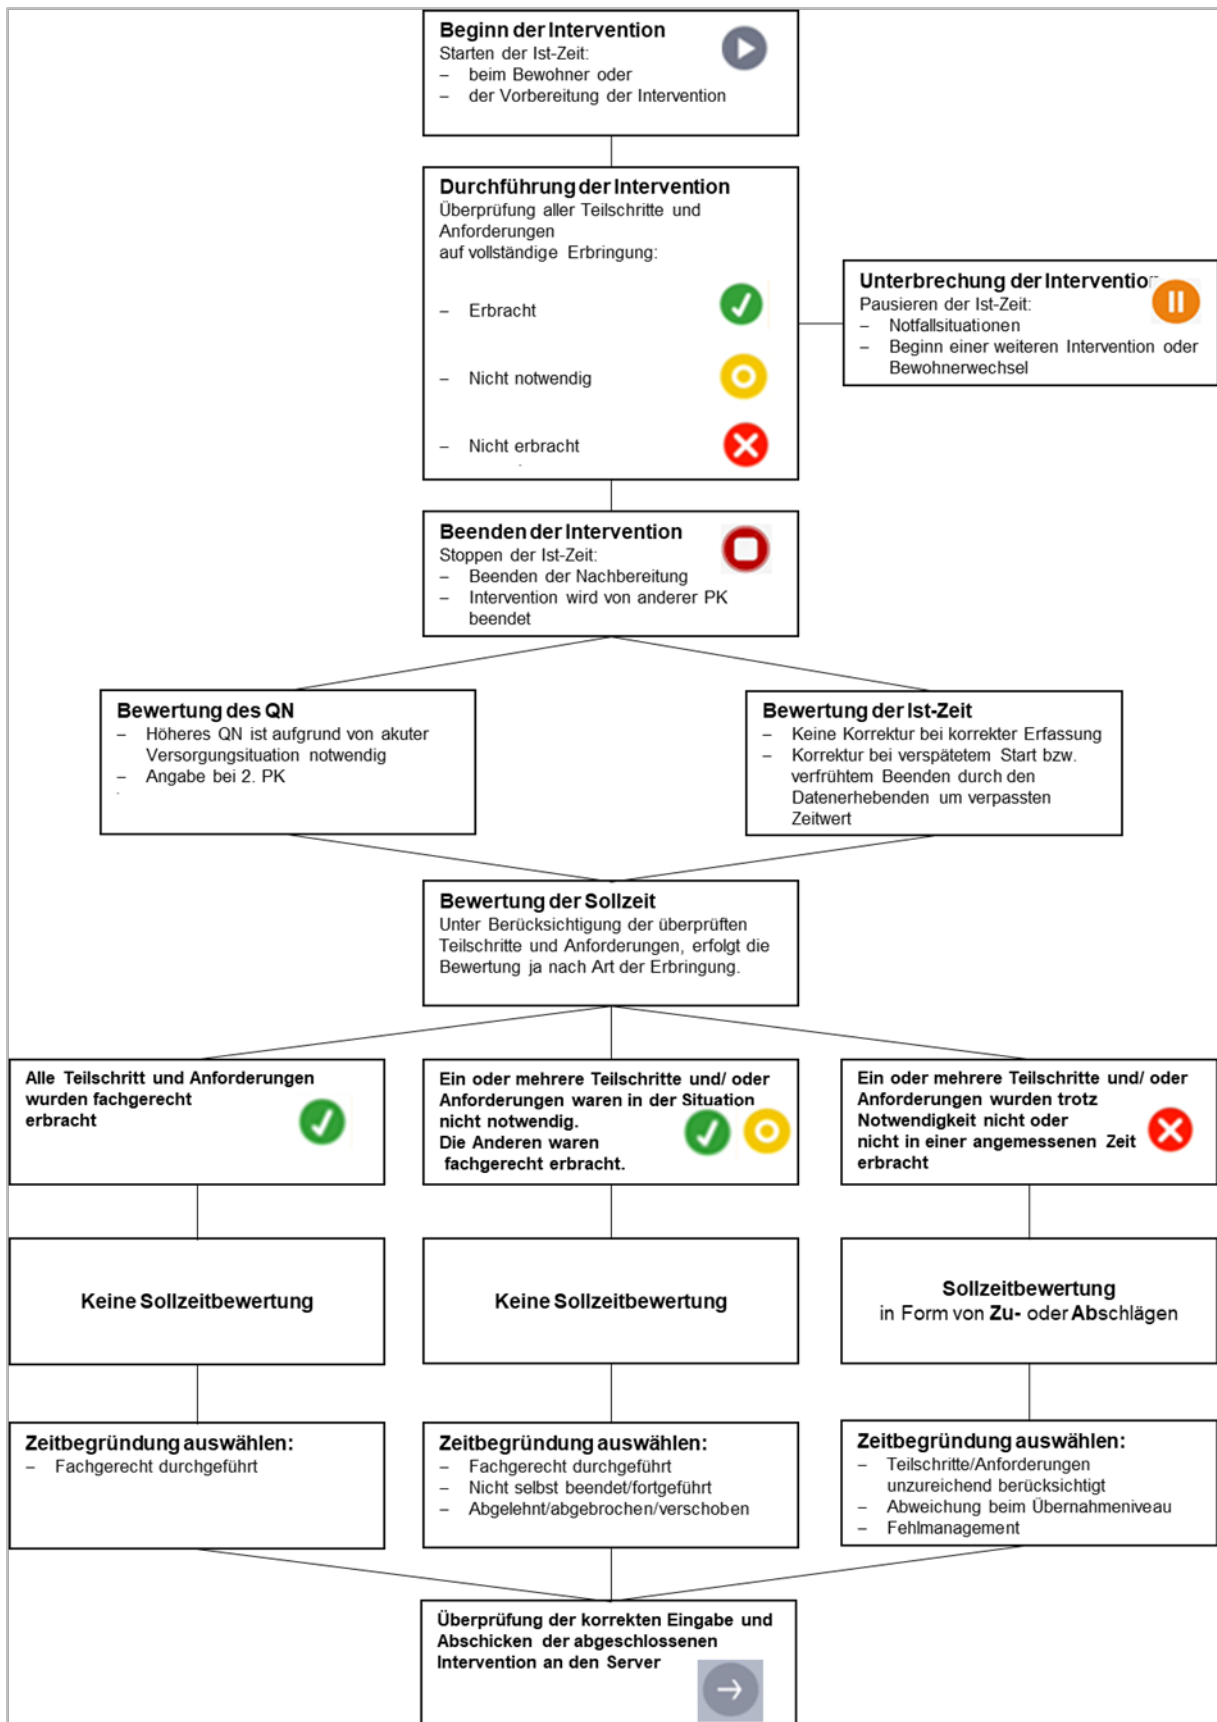 Beginn der Intervention
Starten der Ist-Zeit:
– beim Bewohner oder
– der Vorbereitung der Intervention
Durchführung der Intervention
Überprüfung aller Teilschritte und
Anforderungen
auf vollständige Erbringung:
– Erbracht
– Nicht notwendig
– Nicht erbracht
Unterbrechung der Intervention
Pausieren der Ist-Zeit:
– Notfallsituationen
– Beginn einer weiteren Intervention oder
Bewohnerwechsel
Beenden der Intervention
Stoppen der Ist-Zeit:
– Beenden der Nachbereitung
– Intervention wird von anderer PK
beendet
Bewertung des QN
– Höheres QN ist aufgrund von akuter
Versorgungsituation notwendig
– Angabe bei 2. PK
Bewertung der Ist-Zeit
– Keine Korrektur bei korrekter Erfassung
– Korrektur bei verspätetem Start bzw.
verfrühtem Beenden durch den
Datenerhebenden um verpassten
Zeitwert
Bewertung der Sollzeit
Unter Berücksichtigung der überprüften
Teilschritte und Anforderungen, erfolgt die
Bewertung ja nach Art der Erbringung.
Alle Teilschritt und Anforderungen
wurden fachgerecht
erbracht
Ein oder mehrere Teilschritte und/ oder
Anforderungen waren in der Situation
nicht notwendig.
Die Anderen waren
fachgerecht erbracht.
Ein oder mehrere Teilschritte und/ oder
Anforderungen wurden trotz
Notwendigkeit nicht oder
nicht in einer angemessenen Zeit
erbracht
Keine Sollzeitbewertung
Keine Sollzeitbewertung
Sollzeitbewertung
in Form von Zu- oder Abschlägen
Zeitbegründung auswählen:
– Fachgerecht durchgeführt
Zeitbegründung auswählen:
– Fachgerecht durchgeführt
– Nicht selbst beendet/fortgeführt
– Abgelehnt/abgebrochen/verschoben
Zeitbegründung auswählen:
– Teilschritte/Anforderungen
unzureichend berücksichtigt
– Abweichung beim Übernahmeniveau
– Fehlmanagement
Überprüfung der korrekten Eingabe und
Abschicken der abgeschlossenen
Intervention an den Server